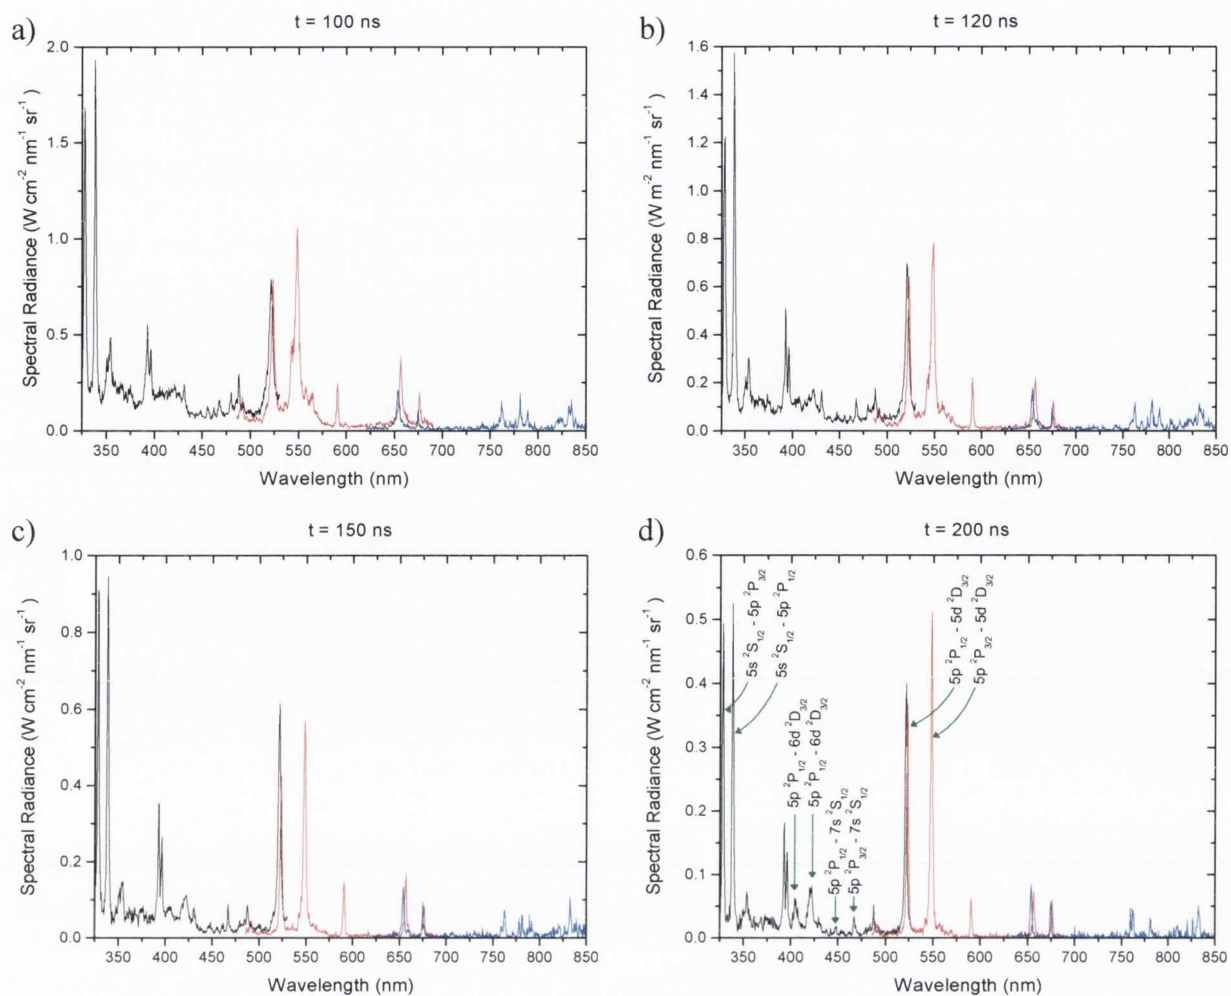 a)
t = 100 ns
2.0
1.5
1.0
0.5
0.0
Spectral Radiance (W cm⁻² nm⁻¹ sr⁻¹)
350 400 450 500 550 600 650 700 750 800 850
Wavelength (nm)
b)
t = 120 ns
1.6
1.4
1.2
1.0
0.8
0.6
0.4
0.2
0.0
Spectral Radiance (W m⁻² nm⁻¹ sr⁻¹)
350 400 450 500 550 600 650 700 750 800 850
Wavelength (nm)
c)
t = 150 ns
1.0
0.8
0.6
0.4
0.2
0.0
Spectral Radiance (W cm⁻² nm⁻¹ sr⁻¹)
350 400 450 500 550 600 650 700 750 800 850
Wavelength (nm)
d)
t = 200 ns
0.6
0.5
0.4
0.3
0.2
0.1
0.0
Spectral Radiance (W cm⁻² nm⁻¹ sr⁻¹)
5s ²S₁/₂ - 5p ²P₃/₂
5s ²S₁/₂ - 5p ²P₁/₂
5p ²P₁/₂ - 6d ²D₃/₂
5p ²P₁/₂ - 6d ²D₃/₂
5p ²P₁/₂ - 7s ²S₁/₂
5p ²P₃/₂ - 7s ²S₁/₂
5p ²P₁/₂ - 5d ²D₃/₂
5p ²P₃/₂ - 5d ²D₃/₂
350 400 450 500 550 600 650 700 750 800 850
Wavelength (nm)